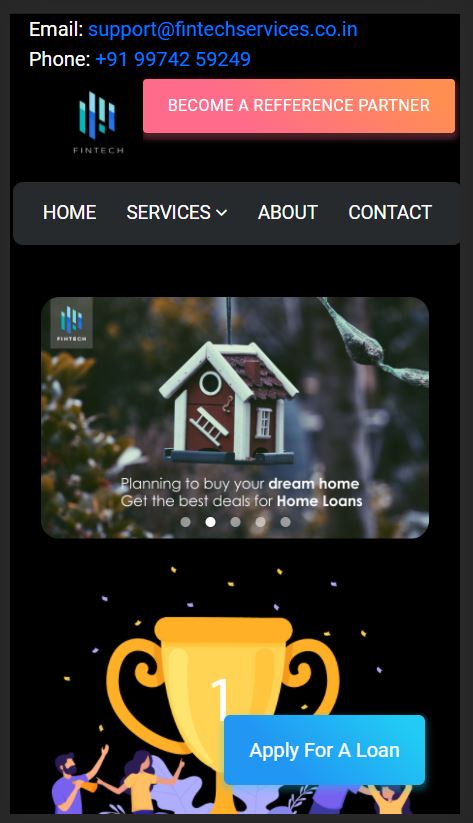 Email: support@fintechservices.co.in
Phone: +91 99742 59249
BECOME A REFFERENCE PARTNER
FINTECH
HOME SERVICES ABOUT CONTACT
FINTECH
Planning to buy your dream home
Get the best deals for Home Loans
1
Apply For A Loan